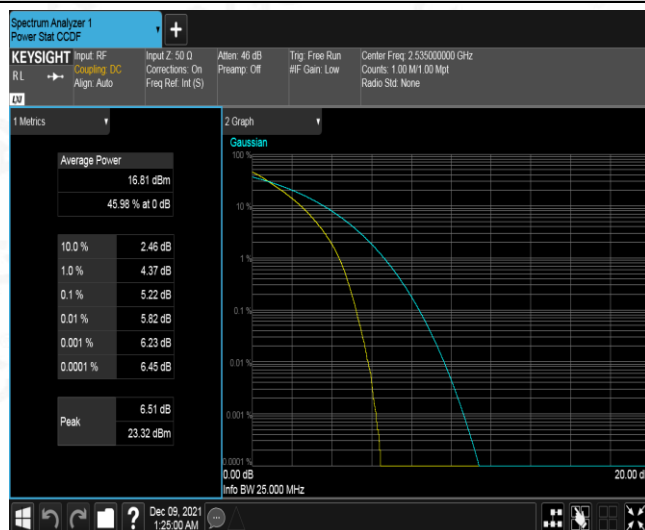 Spectrum Analyzer 1
Power Stat CCDF
+
KEYSIGHT
RL
LXI
Input: RF
Coupling: DC
Align: Auto
Input Z: 50 Ω
Corrections: On
Freq Ref: Int (S)
Atten: 46 dB
Preamp: Off
Trig: Free Run
#IF Gain: Low
Center Freq: 2.535000000 GHz
Counts: 1.00 M/1.00 Mpt
Radio Std: None
1 Metrics
Average Power
16.81 dBm
45.98 % at 0 dB
10.0 % 2.46 dB
1.0 % 4.37 dB
0.1 % 5.22 dB
0.01 % 5.82 dB
0.001 % 6.23 dB
0.0001 % 6.45 dB
Peak
6.51 dB
23.32 dBm
2 Graph
Gaussian
100 %
10 %
1 %
0.1 %
0.01 %
0.001 %
0.0001 %
0.00 dB
20.00 d
Info BW 25.000 MHz
?
Dec 09, 2021
1:25:00 AM